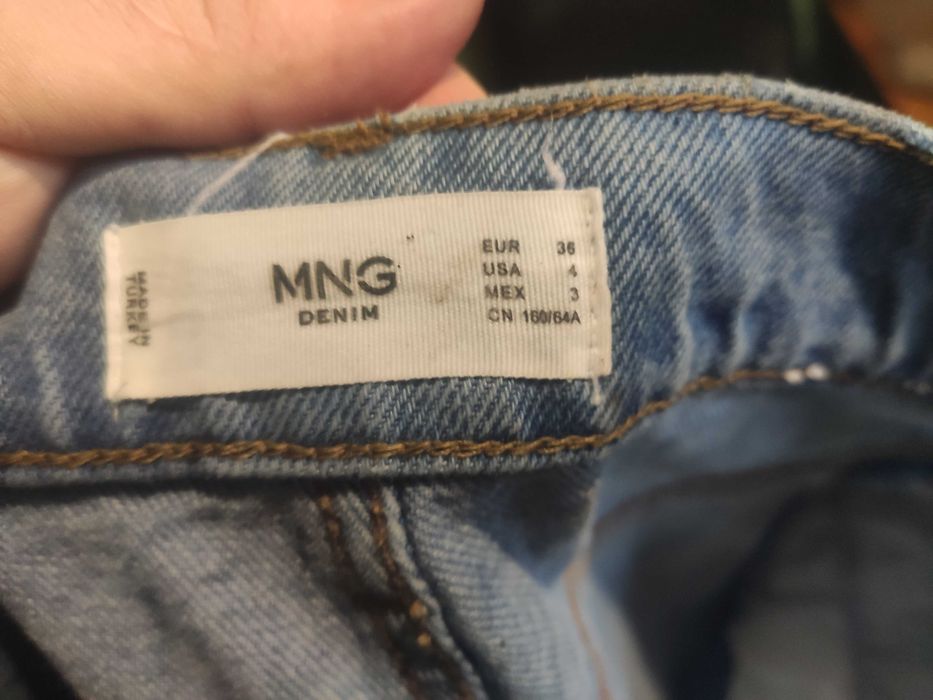 MADE IN
TURKEY
MNG
DENIM
EUR 36
USA 4
MEX 3
CN 160/64A